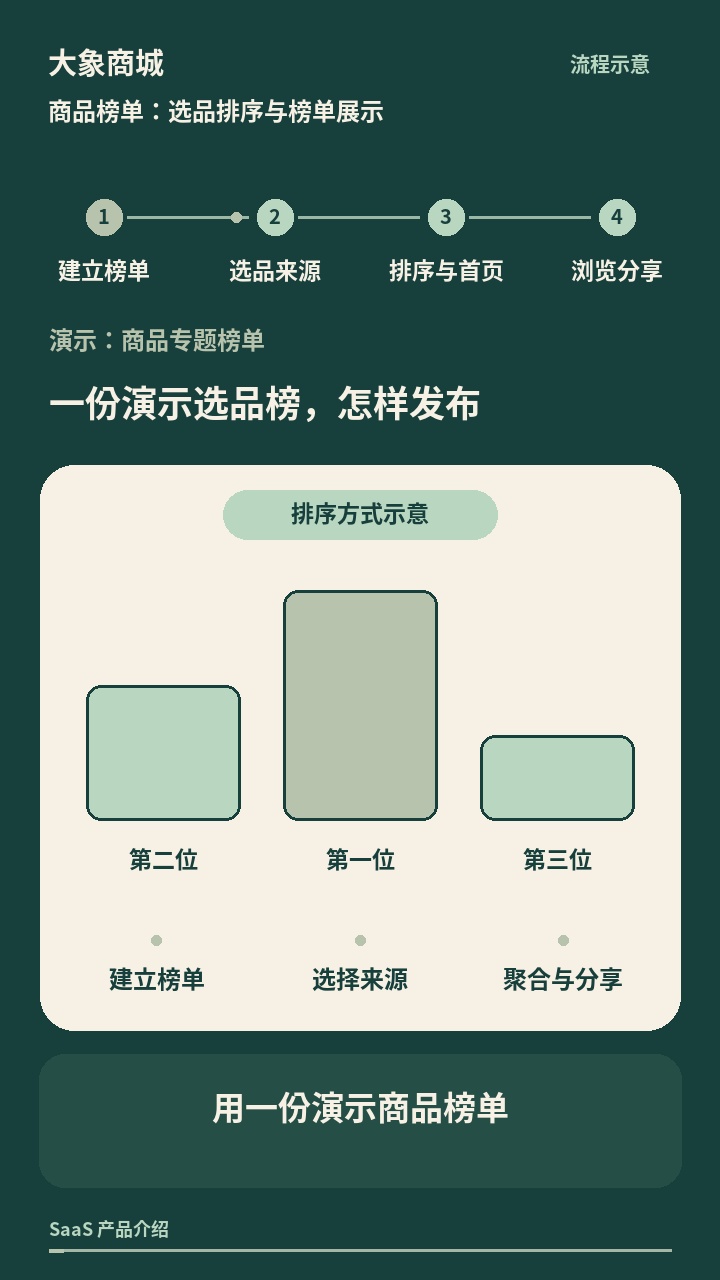 大象商城
流程示意
商品榜单：选品排序与榜单展示
1
2
3
4
建立榜单
选品来源
排序与首页
浏览分享
演示：商品专题榜单
一份演示选品榜，怎样发布
排序方式示意
第二位
第一位
第三位
建立榜单
选择来源
聚合与分享
用一份演示商品榜单
SaaS 产品介绍